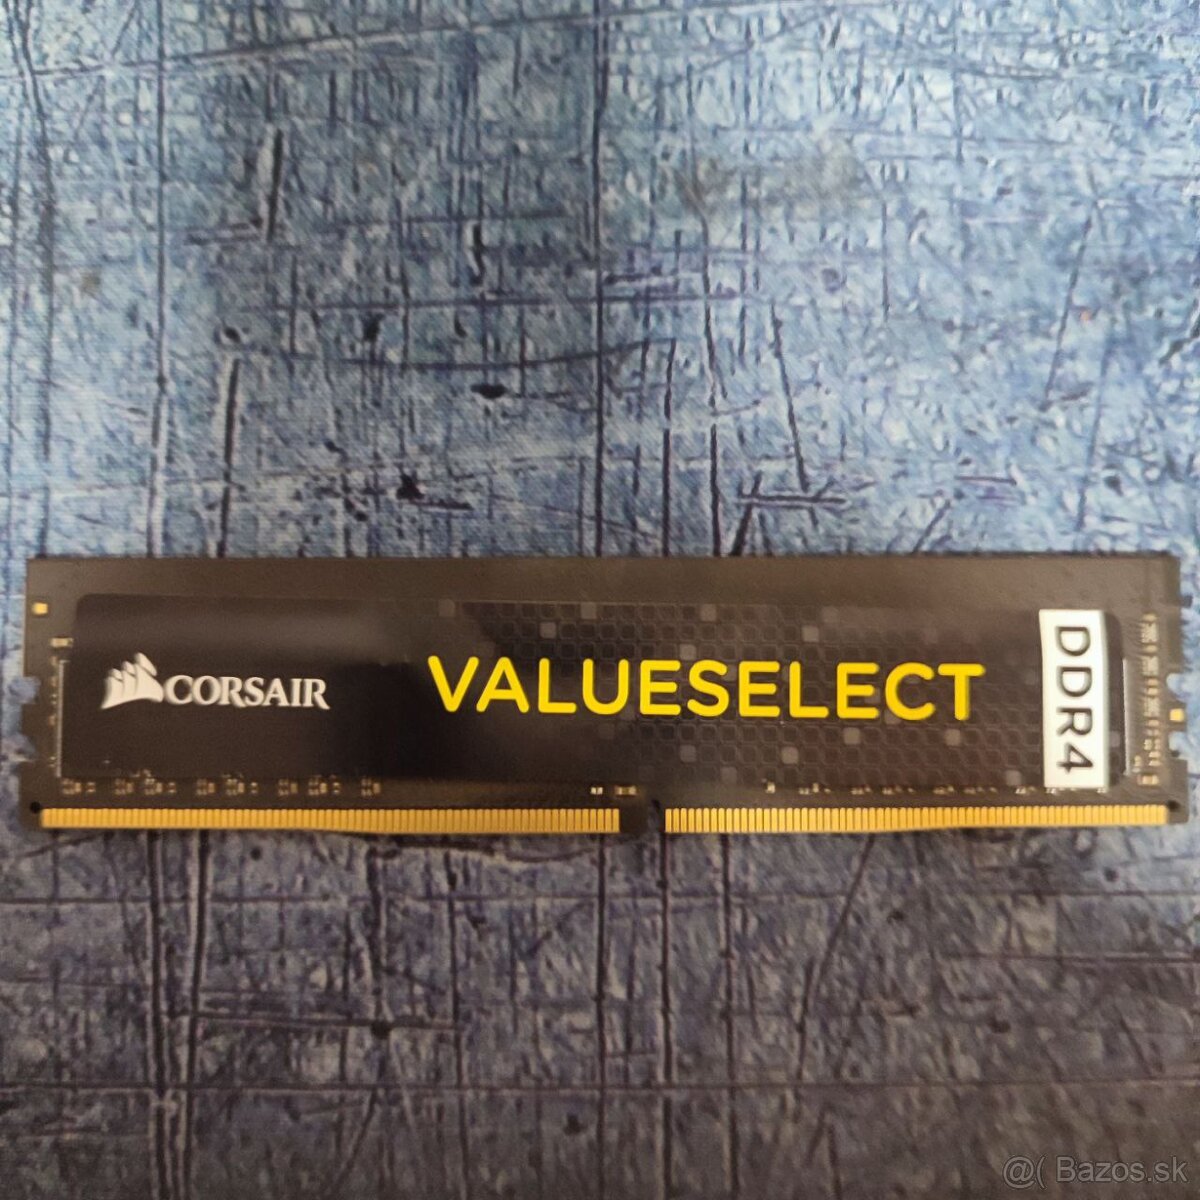 CORSAIR
VALUESELECT
DDR4
@( Bazos.sk